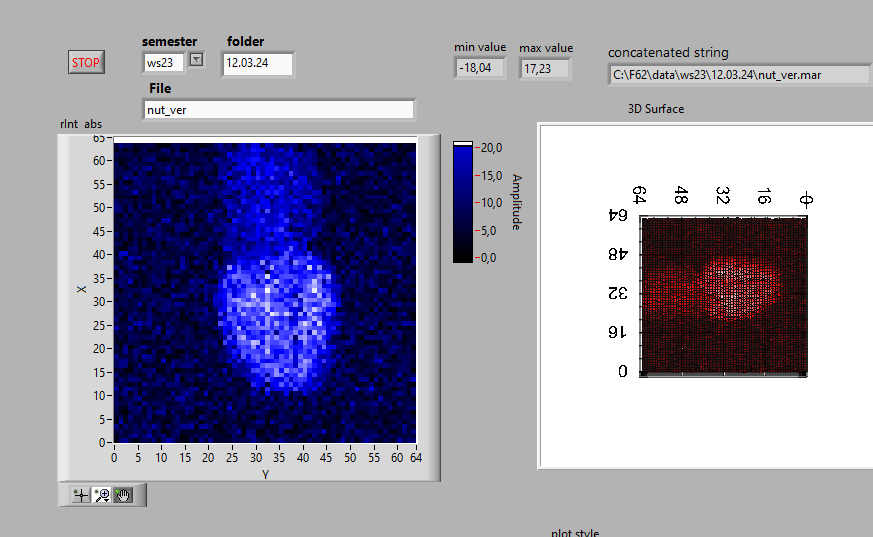 semester
folder
STOP
ws23
12.03.24
File
nut_ver
min value
max value
-18,04
17,23
concatenated string
C:\F62\data\ws23\12.03.24\nut_ver.mar
rInt abs
3D Surface
65-
60-
55-
50-
45-
40-
35-
30-
25-
20-
15-
10-
5-
0-
X
0 5 10 15 20 25 30 35 40 45 50 55 60 64
Y
-20,0
-15,0
-10,0
-5,0
-0,0
Amplitude
64 48 32 16 0
64
48
32
16
0
plot style